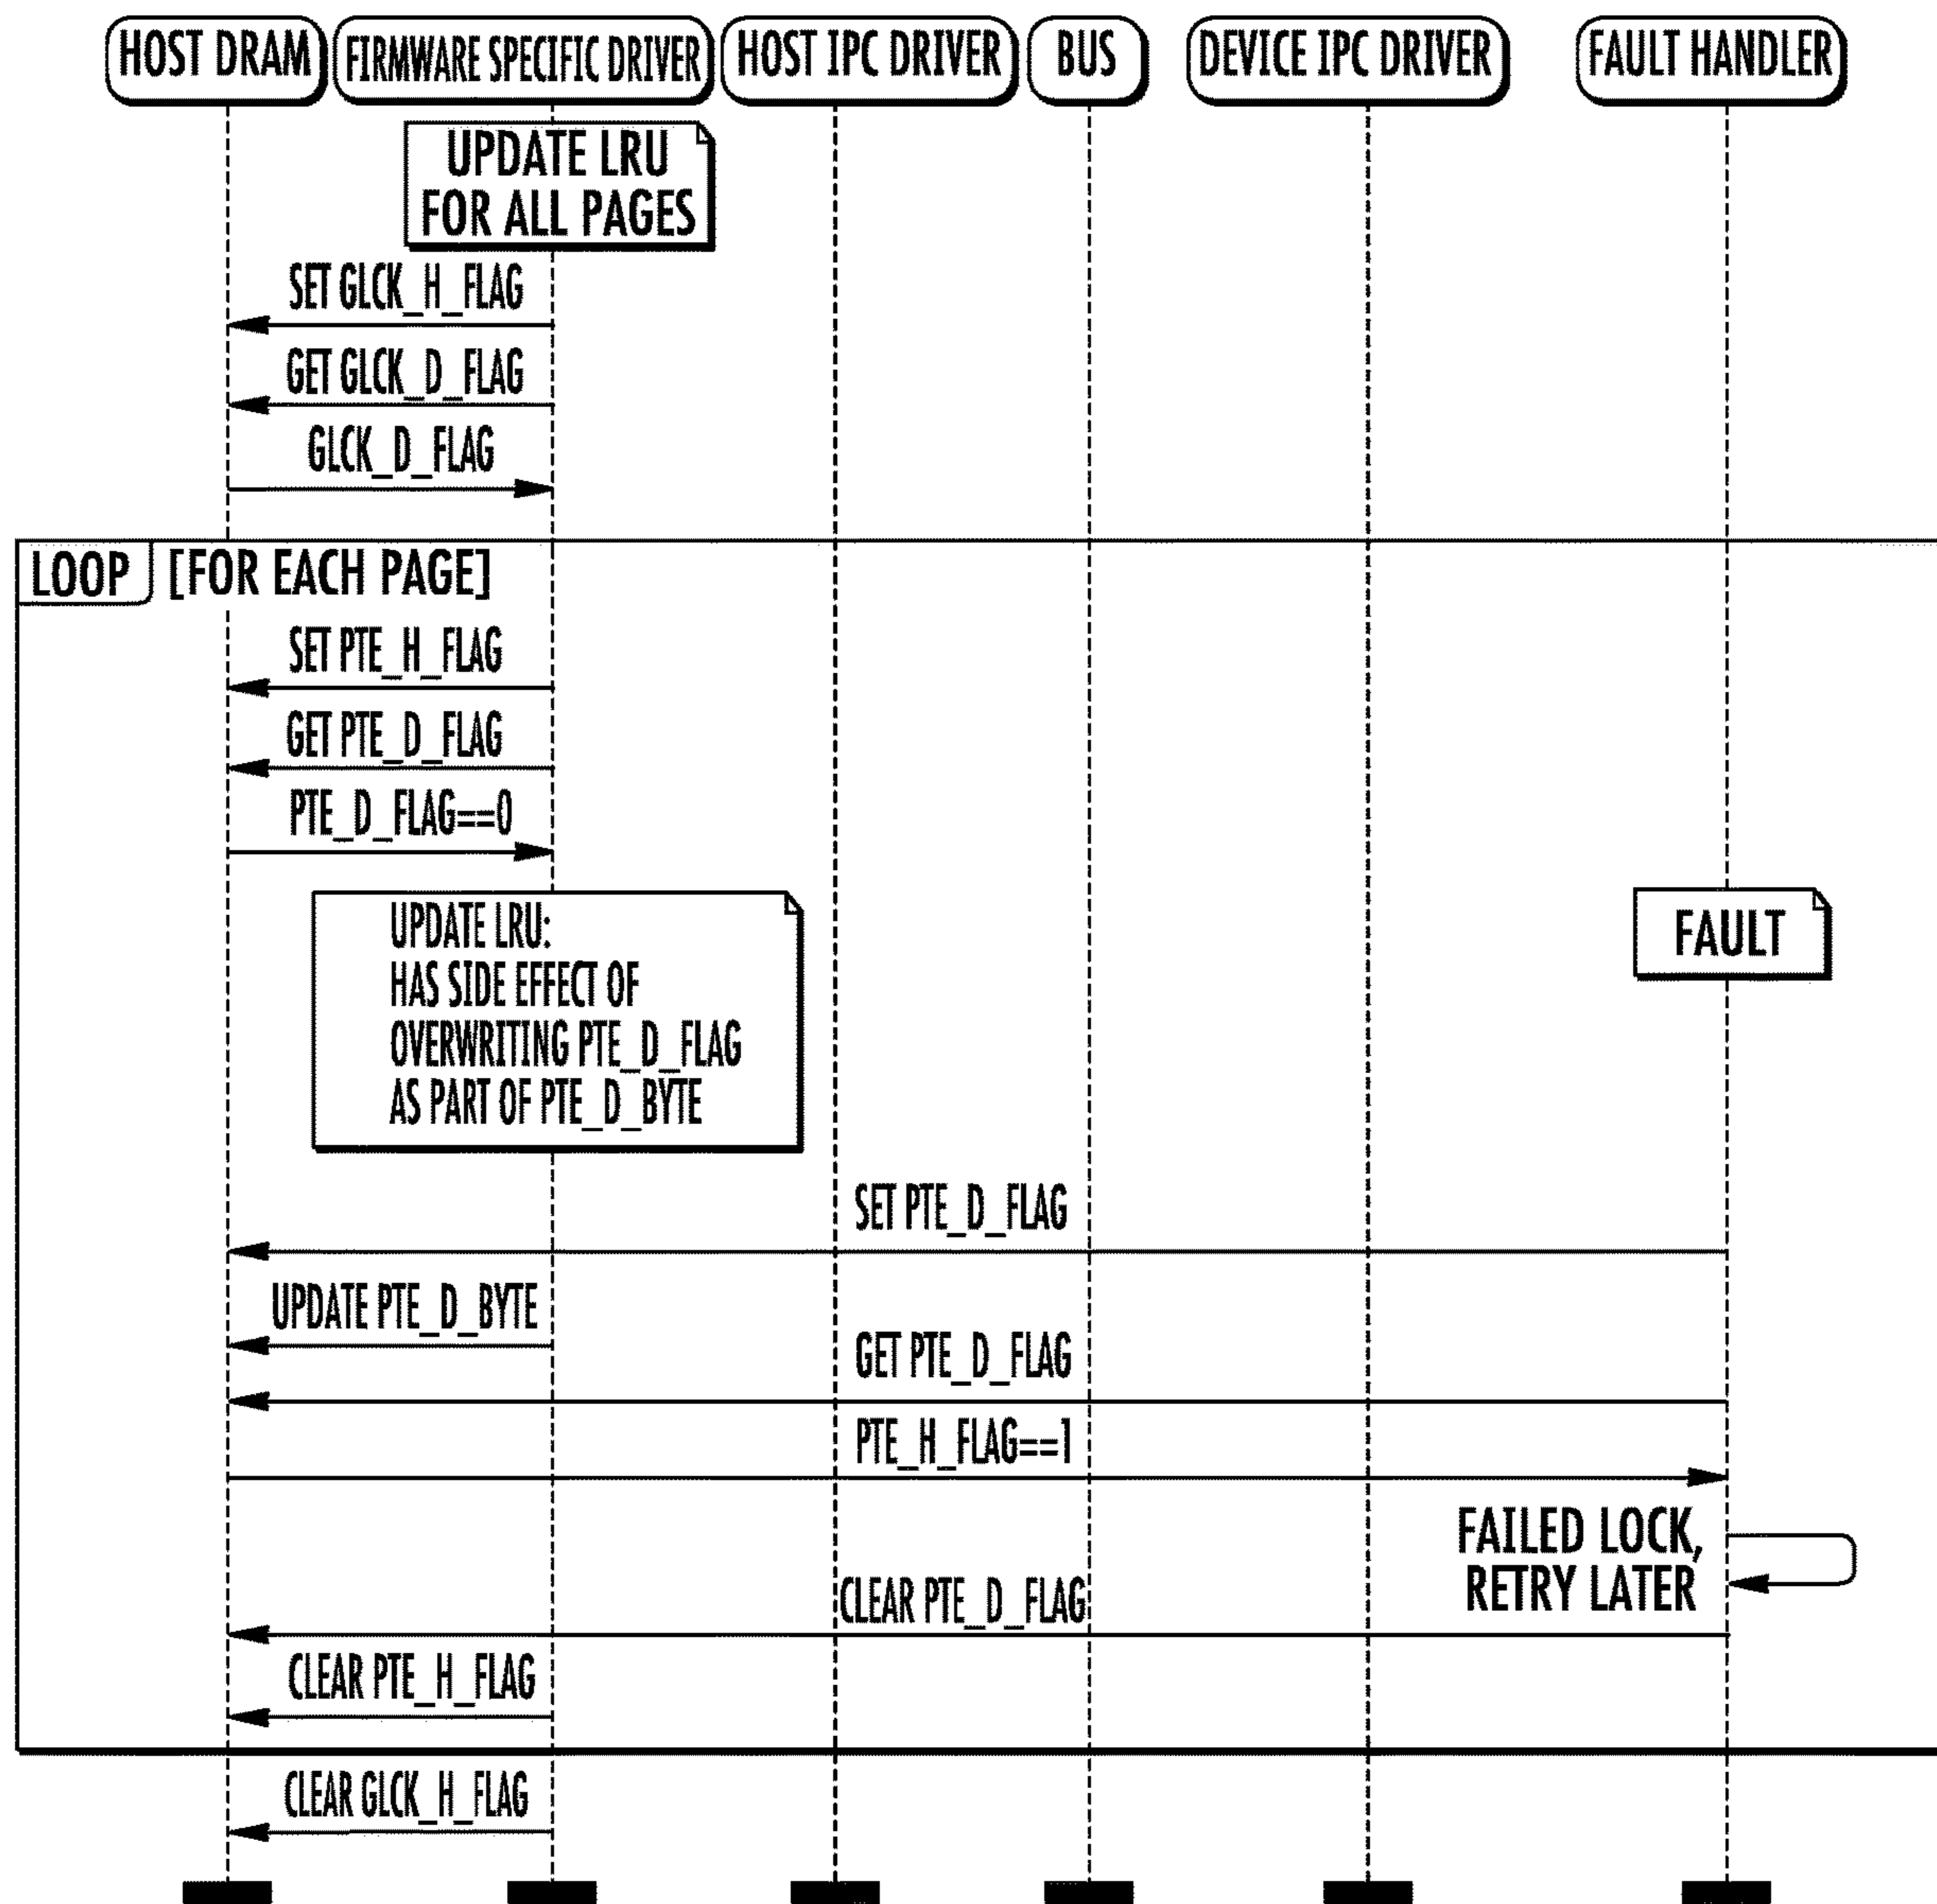 HOST DRAM
FIRMWARE SPECIFIC DRIVER
HOST IPC DRIVER
BUS
DEVICE IPC DRIVER
FAULT HANDLER
UPDATE LRU
FOR ALL PAGES
SET GLCK_H_FLAG
GET GLCK_D_FLAG
GLCK_D_FLAG
LOOP [FOR EACH PAGE]
SET PTE_H_FLAG
GET PTE_D_FLAG
PTE_D_FLAG==0
UPDATE LRU:
HAS SIDE EFFECT OF
OVERWRITING PTE_D_FLAG
AS PART OF PTE_D_BYTE
FAULT
SET PTE_D_FLAG
UPDATE PTE_D_BYTE
GET PTE_D_FLAG
PTE_H_FLAG==1
FAILED LOCK,
RETRY LATER
CLEAR PTE_D_FLAG
CLEAR PTE_H_FLAG
CLEAR GLCK_H_FLAG